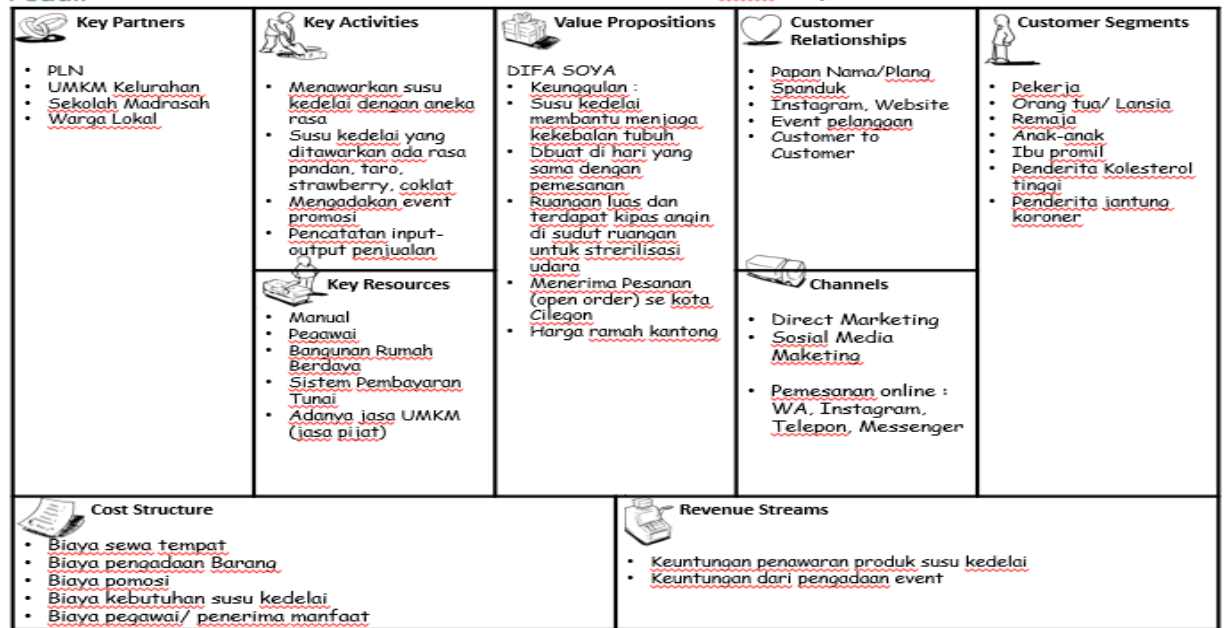 Key Partners
• PLN
• UMKM Kelurahan
• Sekolah Madrasah
• Warga Lokal
Key Activities
• Menawarkan susu
kedelai dengan aneka
rasa
• Susu kedelai yang
ditawarkan ada rasa
pandan, taro,
strawberry, coklat
• Mengadakan event
promosi
• Pencatatan input-
output penjualan
Key Resources
• Manual
• Pegawai
• Bangunan Rumah
Berdaya
• Sistem Pembayaran
Tunai
• Adanya jasa UMKM
(jasa pijat)
Value Propositions
DIFA SOYA
• Keunggulan :
• Susu kedelai
membantu menjaga
kekebalan tubuh
• Dbuat di hari yang
sama dengan
pemesanan
• Ruangan luas dan
terdapat kipas angin
di sudut ruangan
untuk strerilisasi
udara
• Menerima Pesanan
(open order) se kota
Cilegon
• Harga ramah kantong
Customer
Relationships
• Papan Nama/Plang
• Spanduk
• Instagram, Website
• Event pelanggan
• Customer to
Customer
Channels
• Direct Marketing
• Sosial Media
Maketing
• Pemesanan online :
WA, Instagram,
Telepon, Messenger
Customer Segments
• Pekerja
• Orang tua/ Lansia
• Remaja
• Anak-anak
• Ibu promil
• Penderita Kolesterol
tinggi
• Penderita jantung
koroner
Cost Structure
• Biaya sewa tempat
• Biaya pengadaan Barang
• Biaya pomosi
• Biaya kebutuhan susu kedelai
• Biaya pegawai/ penerima manfaat
Revenue Streams
• Keuntungan penawaran produk susu kedelai
• Keuntungan dari pengadaan event